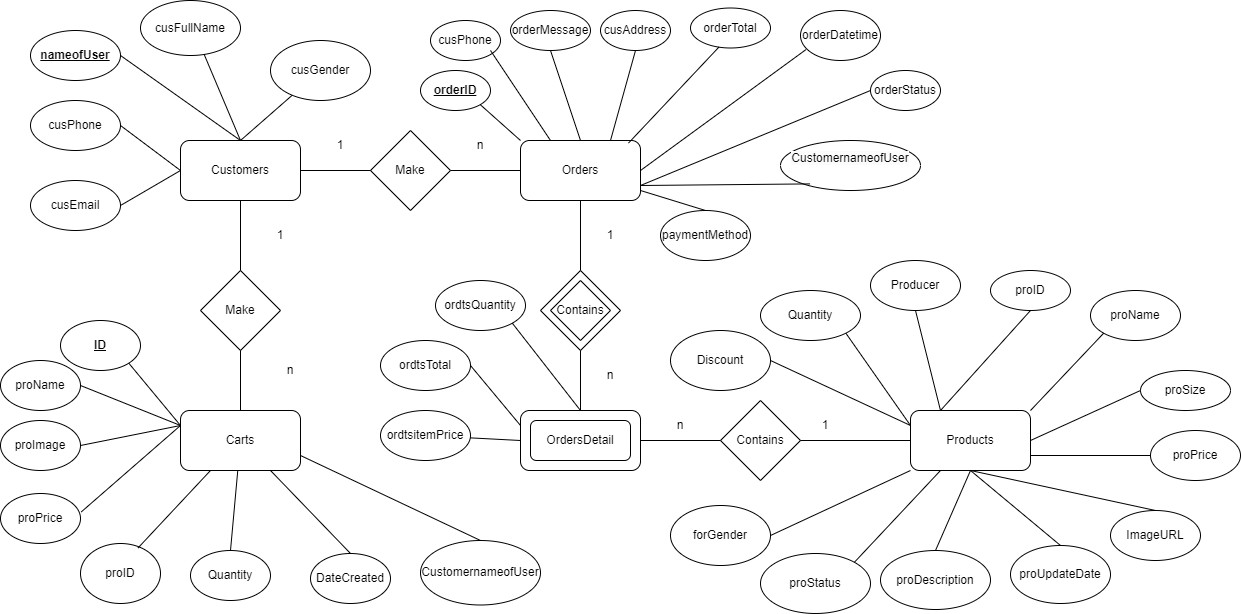 cusFullName
nameofUser
cusGender
cusPhone
cusEmail
Customers
1
Make
n
cusPhone
orderMessage
cusAddress
orderTotal
orderDatetime
orderID
orderStatus
CustomernameofUser
Orders
paymentMethod
1
Make
n
1
Contains
n
ordtsQuantity
ordtsTotal
ordtsitemPrice
OrdersDetail
n
Contains
1
ID
proName
proImage
proPrice
Carts
proID
Quantity
DateCreated
CustomernameofUser
Discount
Quantity
Producer
proID
proName
proSize
proPrice
Products
forGender
proStatus
proDescription
proUpdateDate
ImageURL